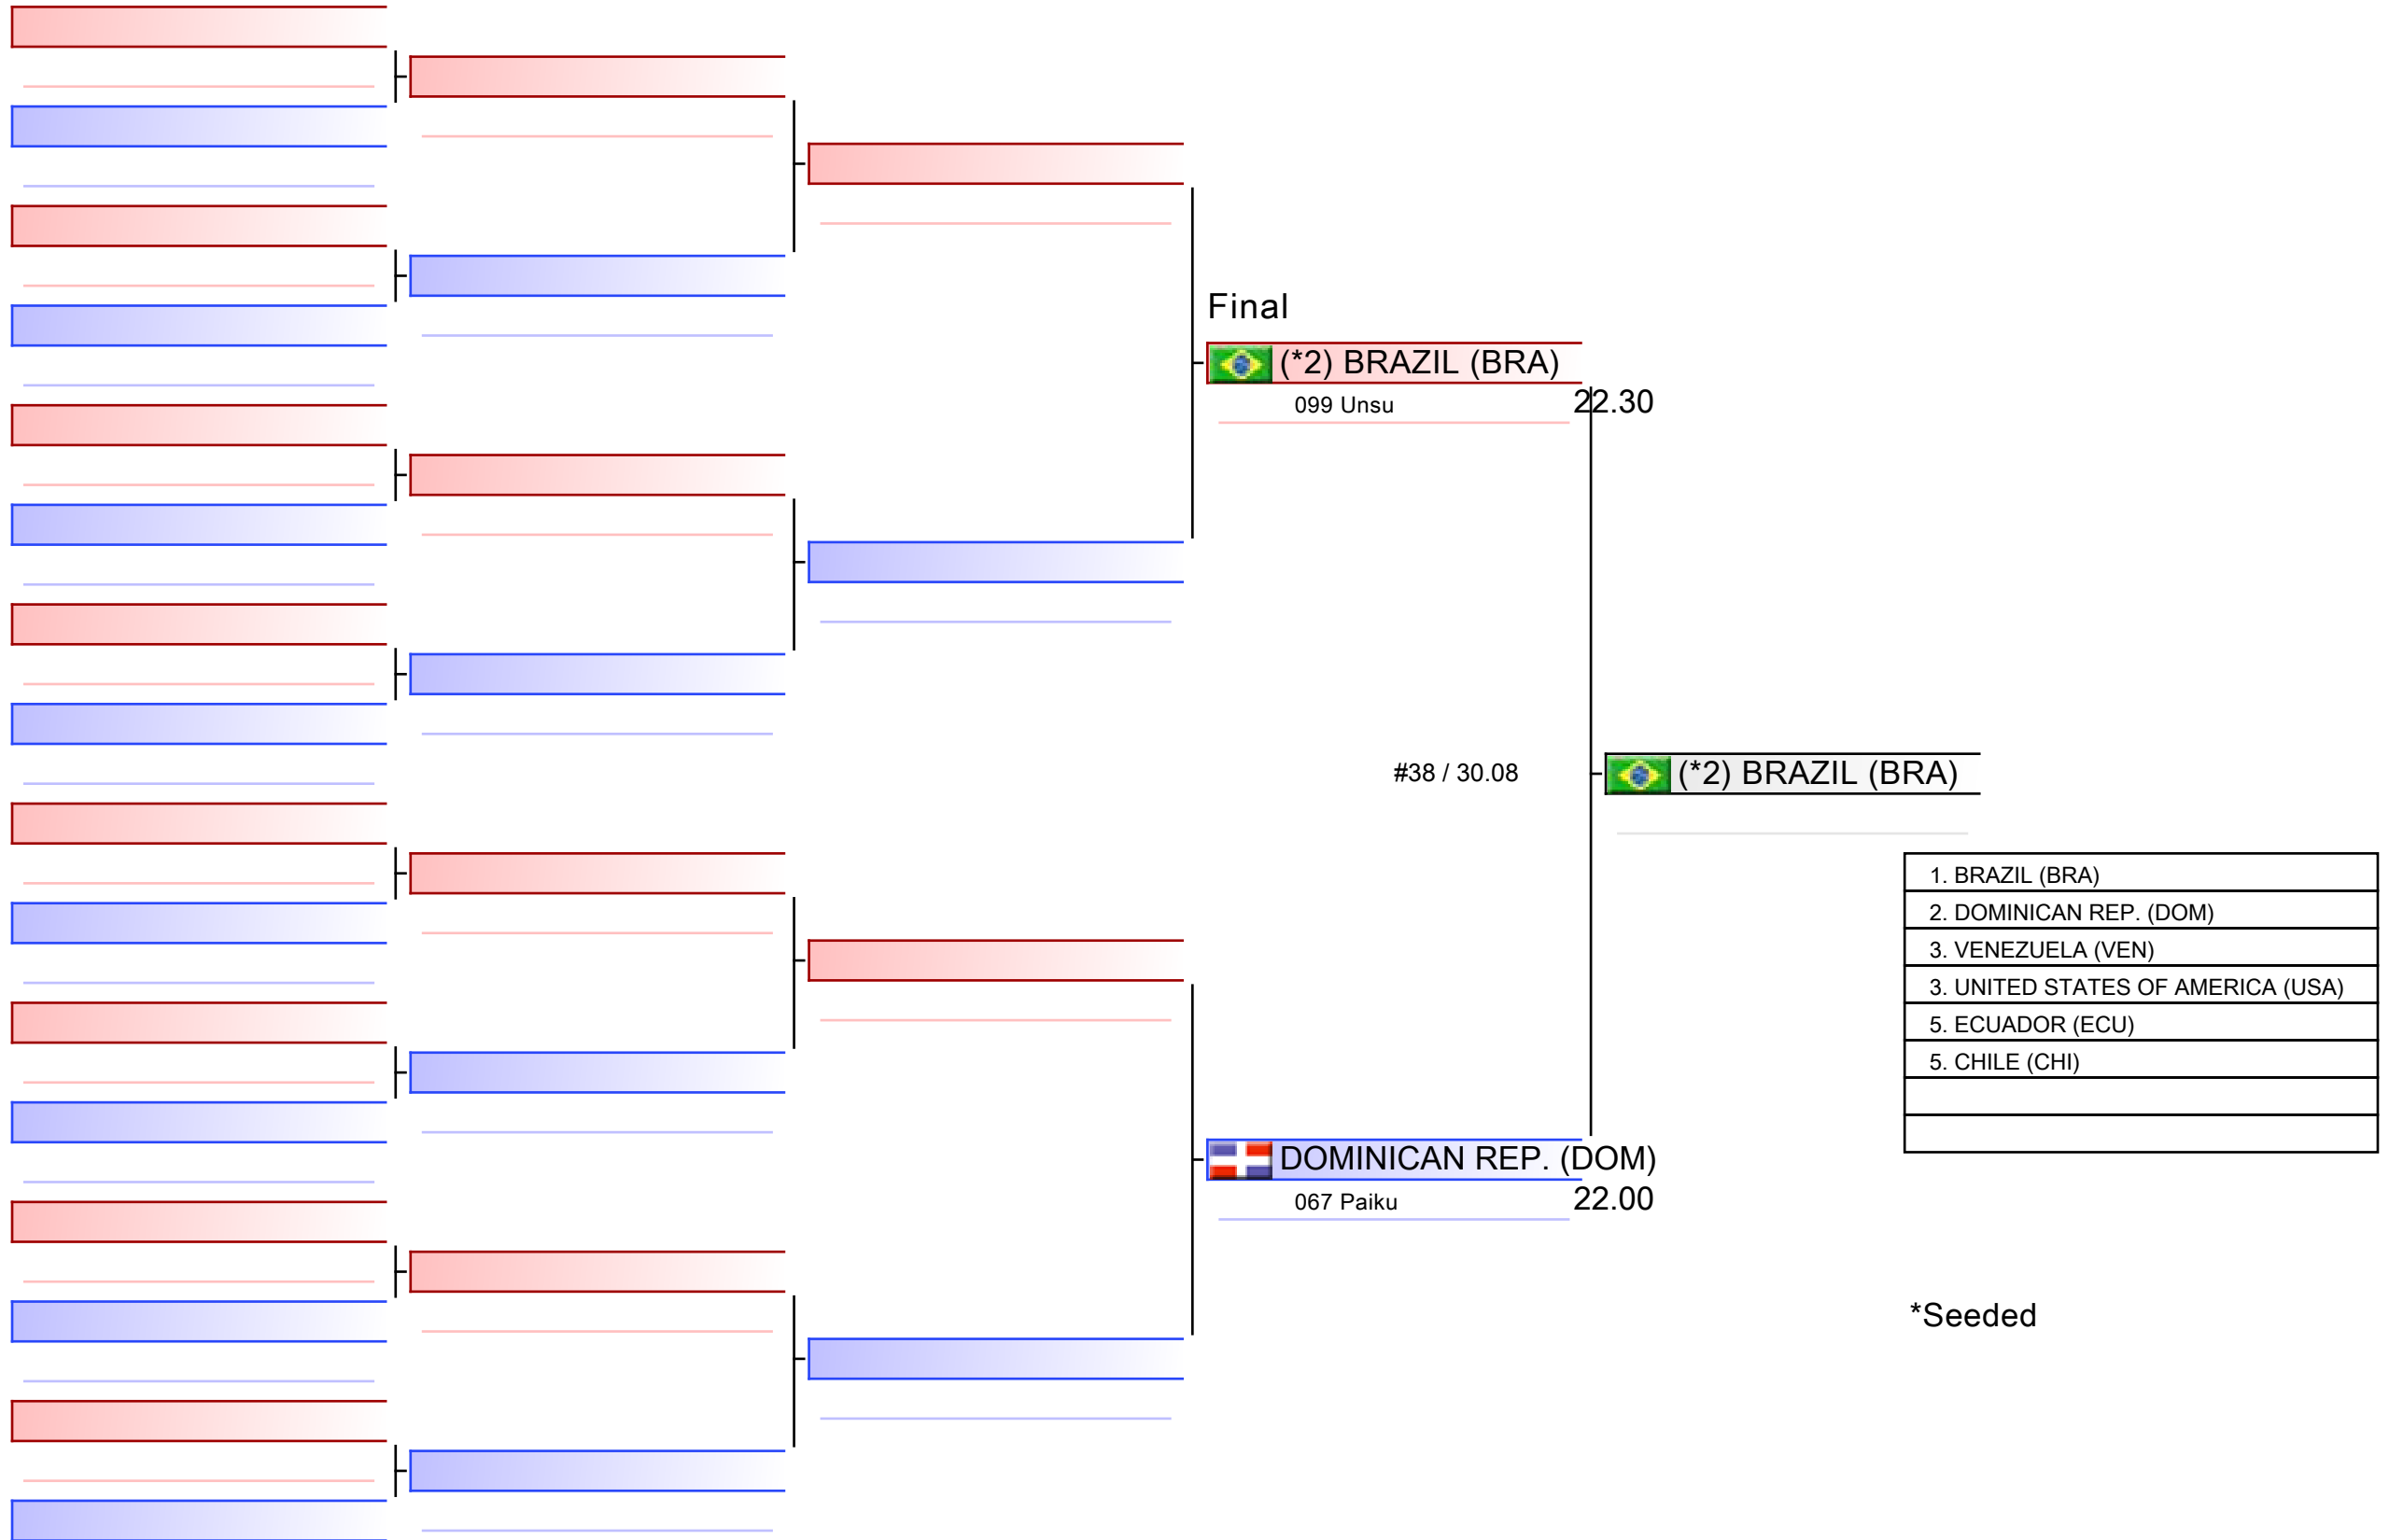 Final
(*2) BRAZIL (BRA)
099 Unsu 22.30
#38 / 30.08
(*2) BRAZIL (BRA)
1. BRAZIL (BRA)
2. DOMINICAN REP. (DOM)
3. VENEZUELA (VEN)
3. UNITED STATES OF AMERICA (USA)
5. ECUADOR (ECU)
5. CHILE (CHI)
DOMINICAN REP. (DOM)
067 Paiku 22.00
*Seeded